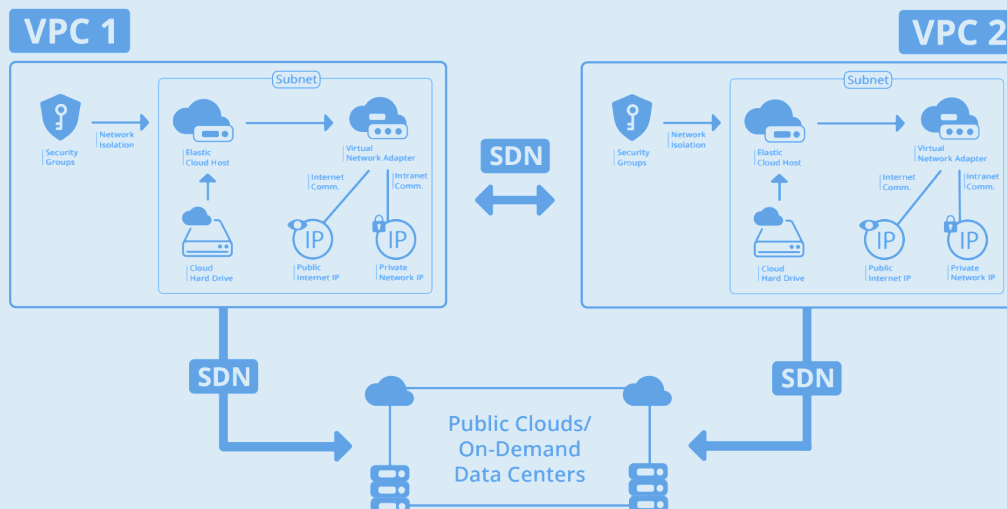 VPC 1
VPC 2
Subnet
Security
Groups
Network
Isolation
Elastic
Cloud Host
Virtual
Network Adapter
Internet
Comm.
Intranet
Comm.
IP
IP
Cloud
Hard Drive
Public
Internet IP
Private
Network IP
SDN
Subnet
Security
Groups
Network
Isolation
Elastic
Cloud Host
Virtual
Network Adapter
Internet
Comm.
Intranet
Comm.
IP
IP
Cloud
Hard Drive
Public
Internet IP
Private
Network IP
SDN
SDN
Public Clouds/
On-Demand
Data Centers